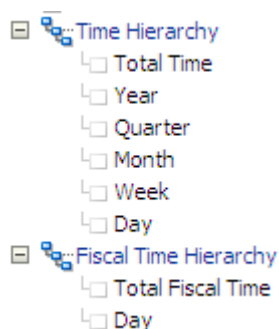 Time Hierarchy
Total Time
Year
Quarter
Month
Week
Day
Fiscal Time Hierarchy
Total Fiscal Time
Day